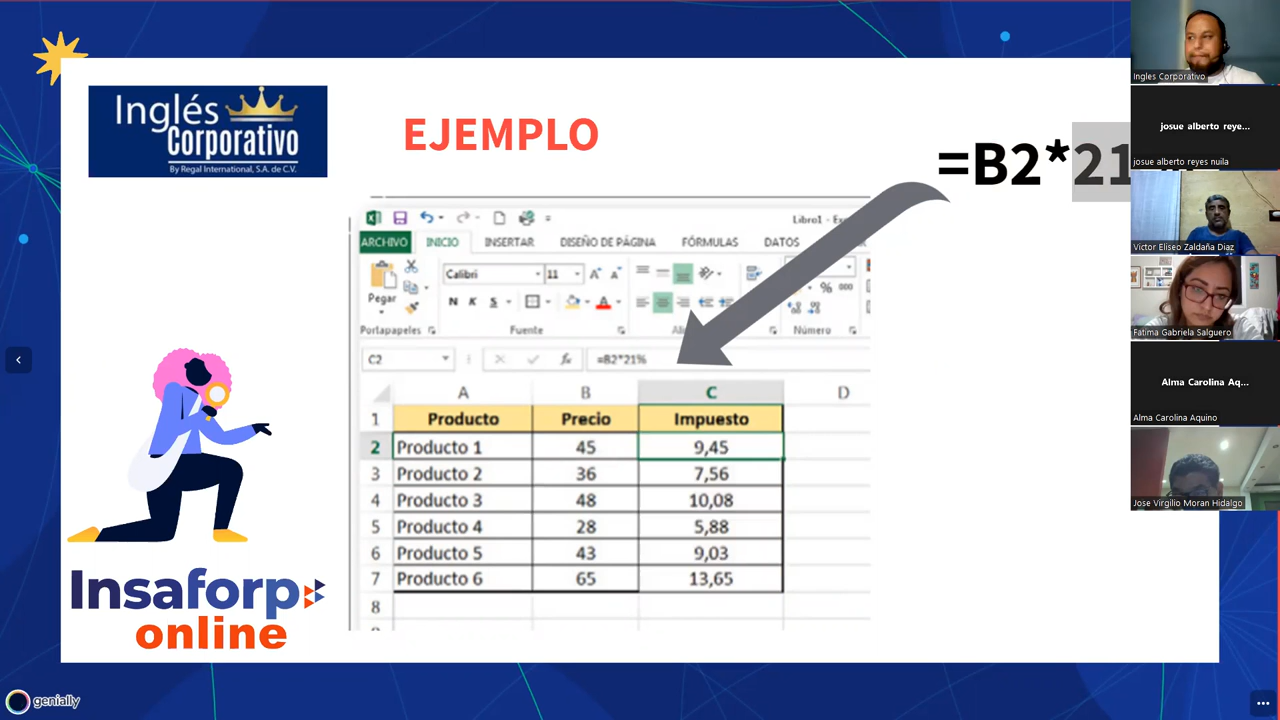 Inglés
Corporativo
By Regal International, S.A. de C.V.
EJEMPLO
=B2*21
Libro1 - Ex
ARCHIVO INICIO INSERTAR DISEÑO DE PÁGINA FÓRMULAS DATOS
Calibri 11
Pegar
N K S
% 000
Portapapeles Fuente Número
C2 fx =B2*21%
A B C D
1 Producto Precio Impuesto
2 Producto 1 45 9,45
3 Producto 2 36 7,56
4 Producto 3 48 10,08
5 Producto 4 28 5,88
6 Producto 5 43 9,03
7 Producto 6 65 13,65
8
Insaforp
online
genially
Ingles Corporativo
josue alberto reye...
josue alberto reyes nuila
Victor Eliseo Zaldaña Diaz
Fatima Gabriela Salguero
Alma Carolina Aq...
Alma Carolina Aquino
Jose Virgilio Moran Hidalgo